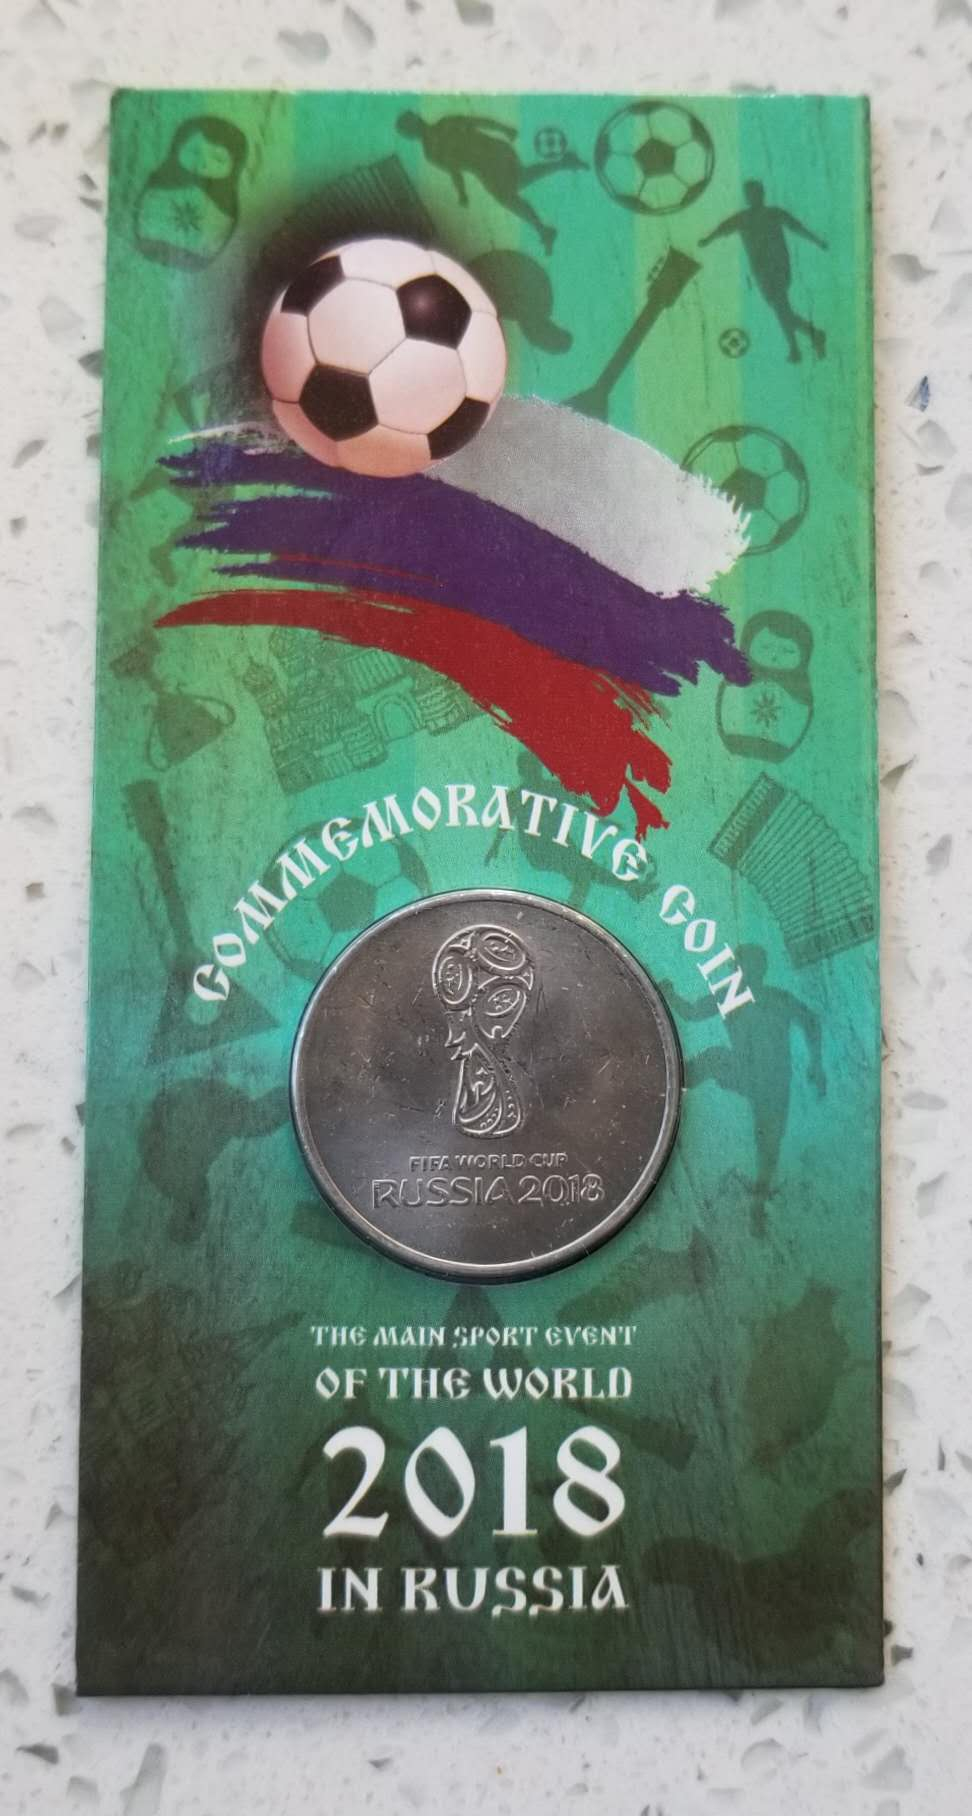 COMMEMORATIVE COIN
FIFA WORLD CUP
RUSSIA 2018
THE MAIN SPORT EVENT
OF THE WORLD
2018
IN RUSSIA